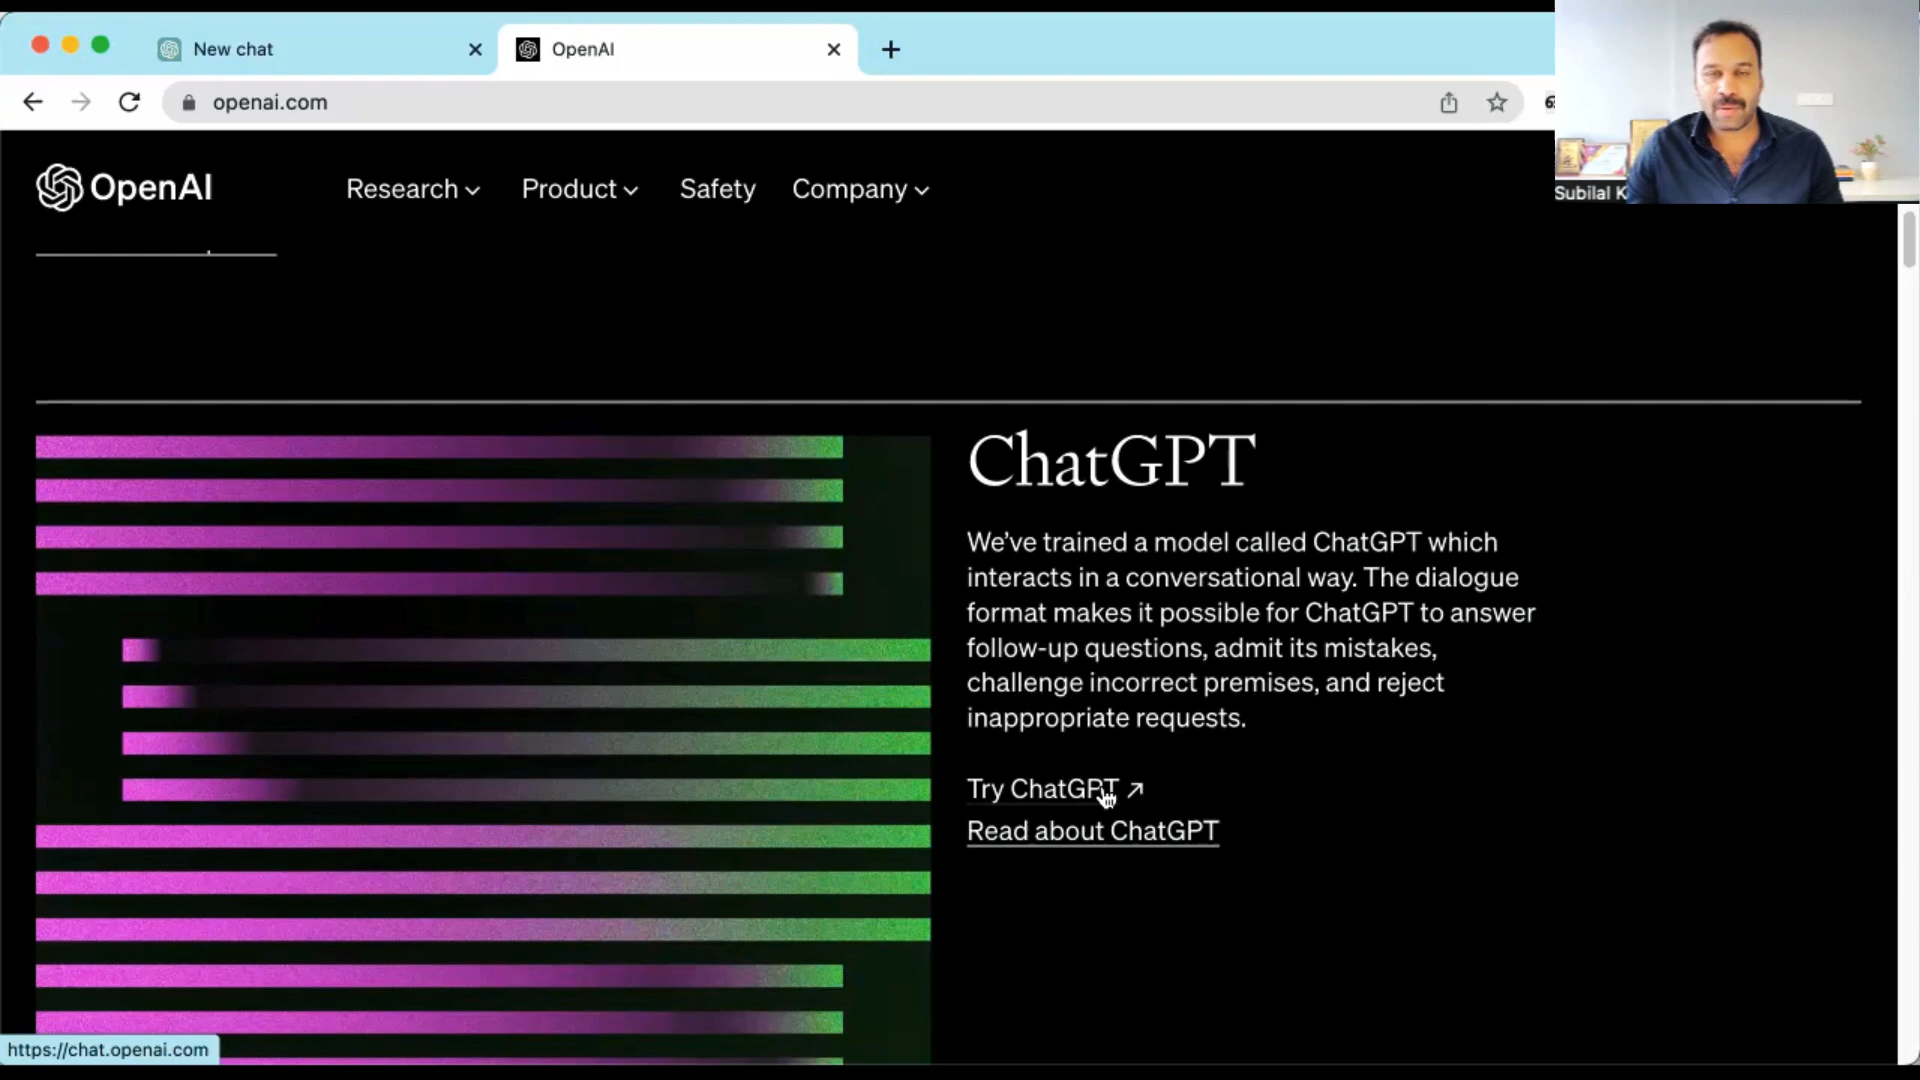 New chat
OpenAI
openai.com
OpenAI
Research
Product
Safety
Company
Subilal K
ChatGPT
We've trained a model called ChatGPT which
interacts in a conversational way. The dialogue
format makes it possible for ChatGPT to answer
follow-up questions, admit its mistakes,
challenge incorrect premises, and reject
inappropriate requests.
Try ChatGPT ↗
Read about ChatGPT
https://chat.openai.com